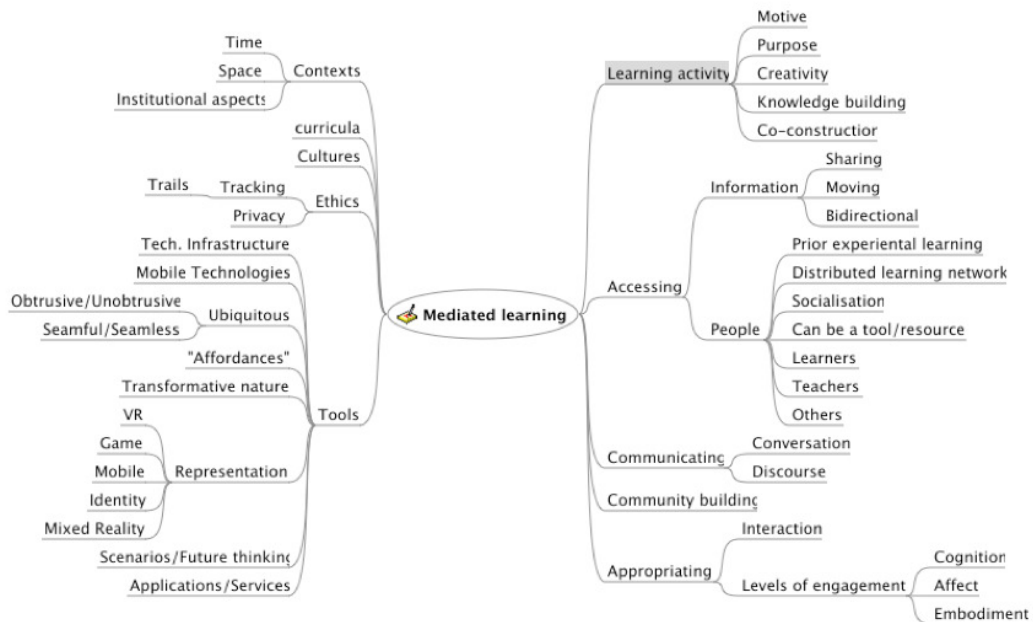 Mediated learning
Time
Space
Institutional aspects
Contexts
curricula
Cultures
Trails
Tracking
Privacy
Ethics
Tech. Infrastructure
Mobile Technologies
Obtrusive/Unobtrusive
Seamful/Seamless
Ubiquitous
"Affordances"
Transformative nature
VR
Game
Mobile
Identity
Mixed Reality
Representation
Scenarios/Future thinking
Applications/Services
Tools
Learning activity
Motive
Purpose
Creativity
Knowledge building
Co-construction
Accessing
Information
Sharing
Moving
Bidirectional
People
Prior experiental learning
Distributed learning network
Socialisation
Can be a tool/resource
Learners
Teachers
Others
Communicating
Conversation
Discourse
Community building
Appropriating
Interaction
Levels of engagement
Cognition
Affect
Embodiment